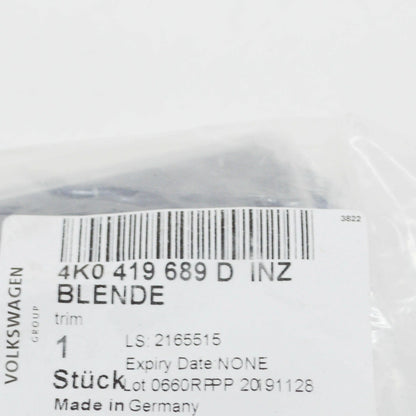 3822
VOLKSWAGEN
GROUP
4K0 419 689 D INZ
BLENDE
trim
1 LS: 2165515
Expiry Date NONE
Stück Lot 0660RPPP 20191128
Made in Germany